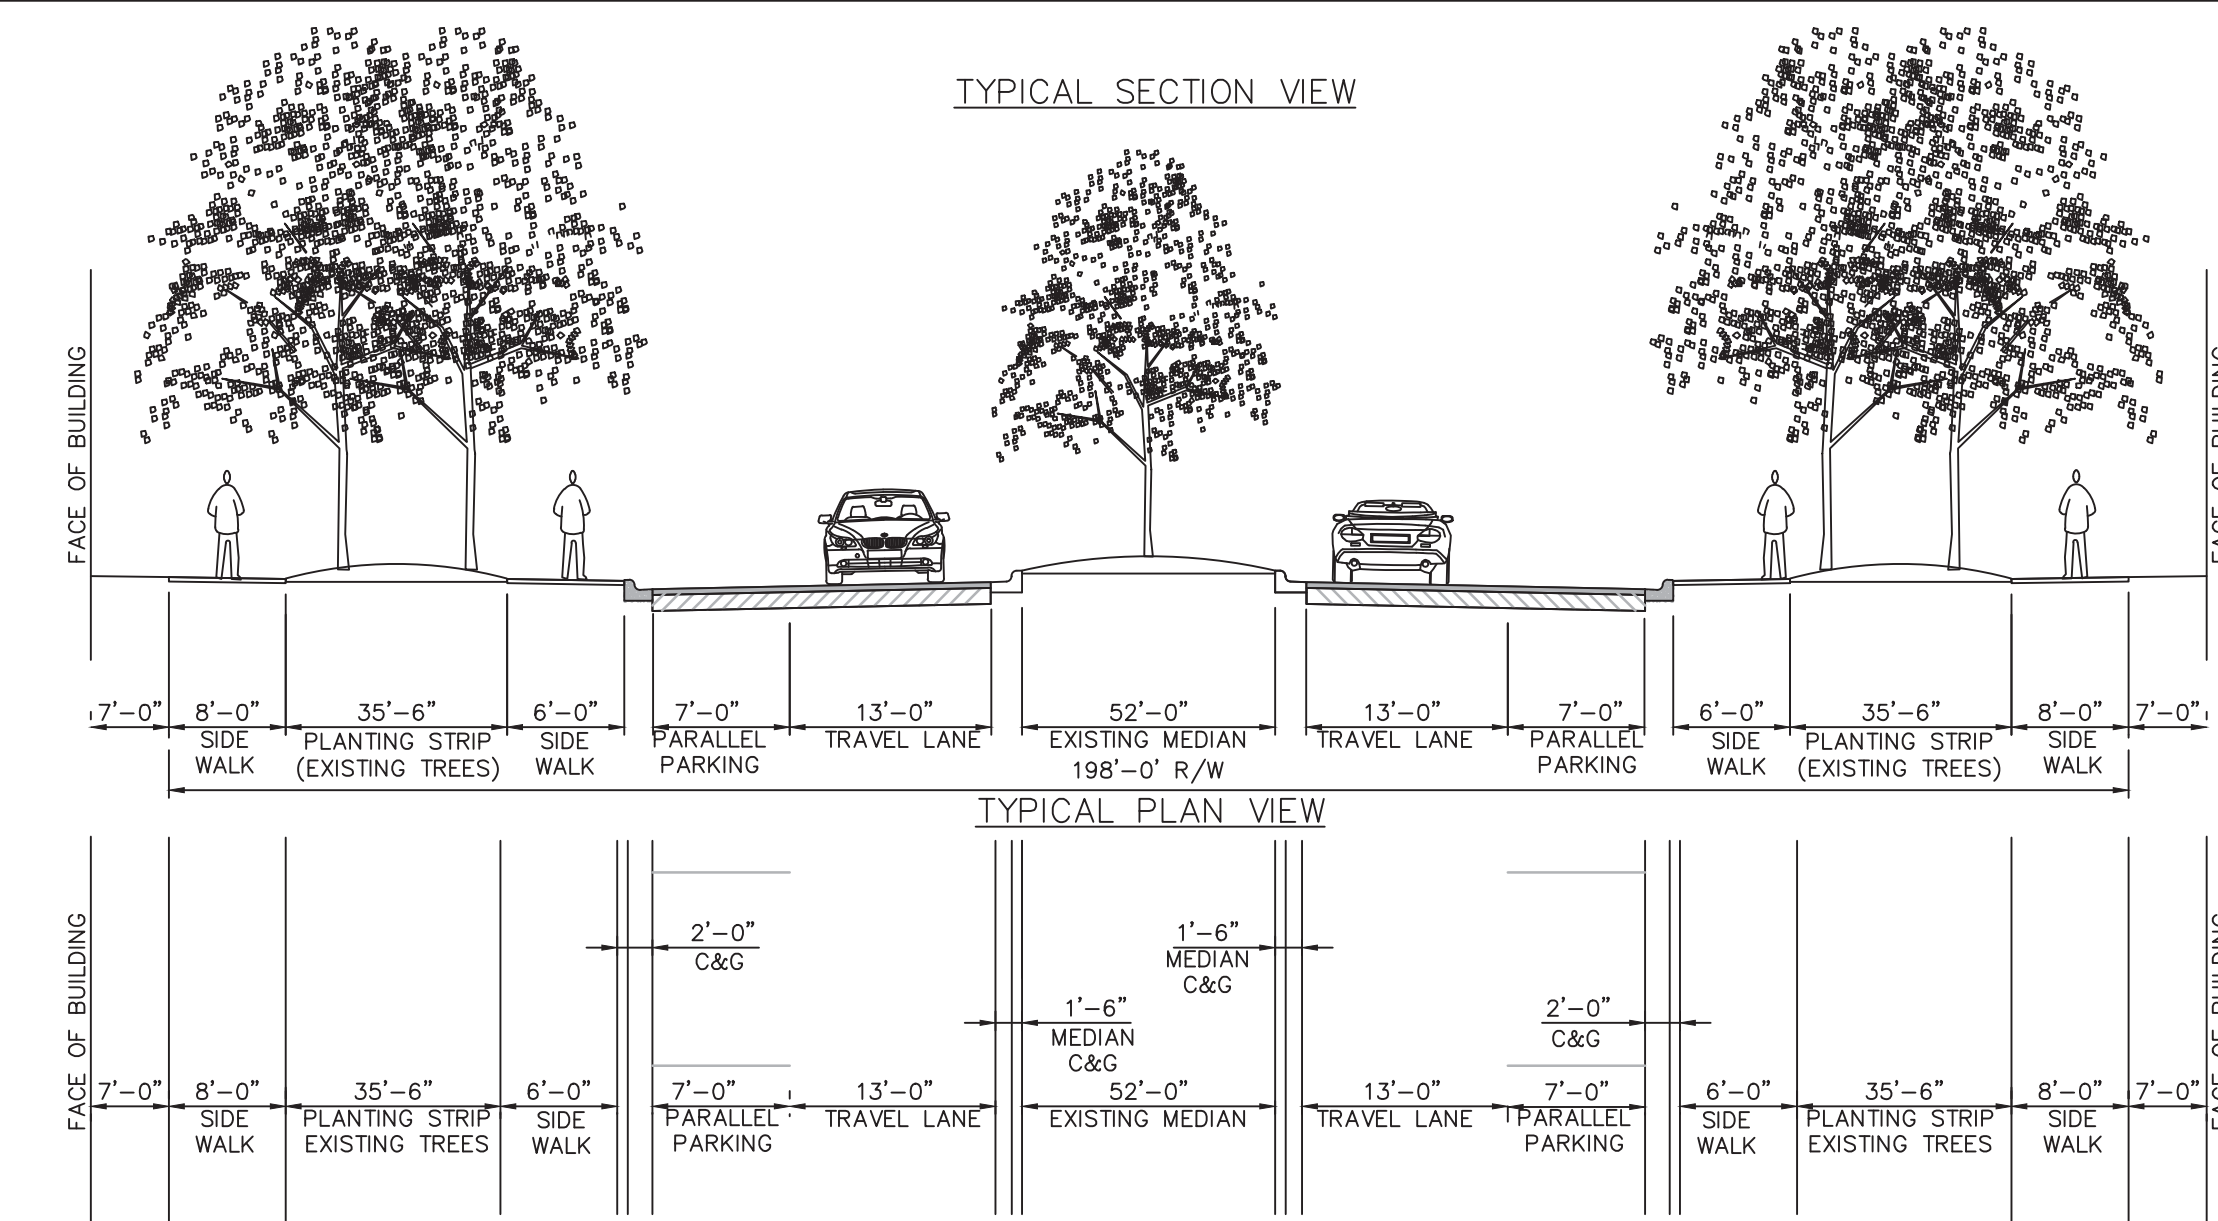 TYPICAL SECTION VIEW
FACE OF BUILDING
FACE OF BUILDING
7'-0" 8'-0" 35'-6" 6'-0" 7'-0" 13'-0" 52'-0" 13'-0" 7'-0" 6'-0" 35'-6" 8'-0" 7'-0"
SIDE PLANTING STRIP SIDE PARALLEL TRAVEL LANE EXISTING MEDIAN TRAVEL LANE PARALLEL SIDE PLANTING STRIP SIDE
WALK (EXISTING TREES) WALK PARKING 198'-0' R/W PARKING WALK (EXISTING TREES) WALK
TYPICAL PLAN VIEW
FACE OF BUILDING
FACE OF BUILDING
2'-0" 1'-6"
C&G MEDIAN
C&G
1'-6" 2'-0"
MEDIAN C&G
C&G
7'-0" 8'-0" 35'-6" 6'-0" 7'-0" 13'-0" 52'-0" 13'-0" 7'-0" 6'-0" 35'-6" 8'-0" 7'-0"
SIDE PLANTING STRIP SIDE PARALLEL TRAVEL LANE EXISTING MEDIAN TRAVEL LANE PARALLEL SIDE PLANTING STRIP SIDE
WALK EXISTING TREES WALK PARKING PARKING WALK EXISTING TREES WALK